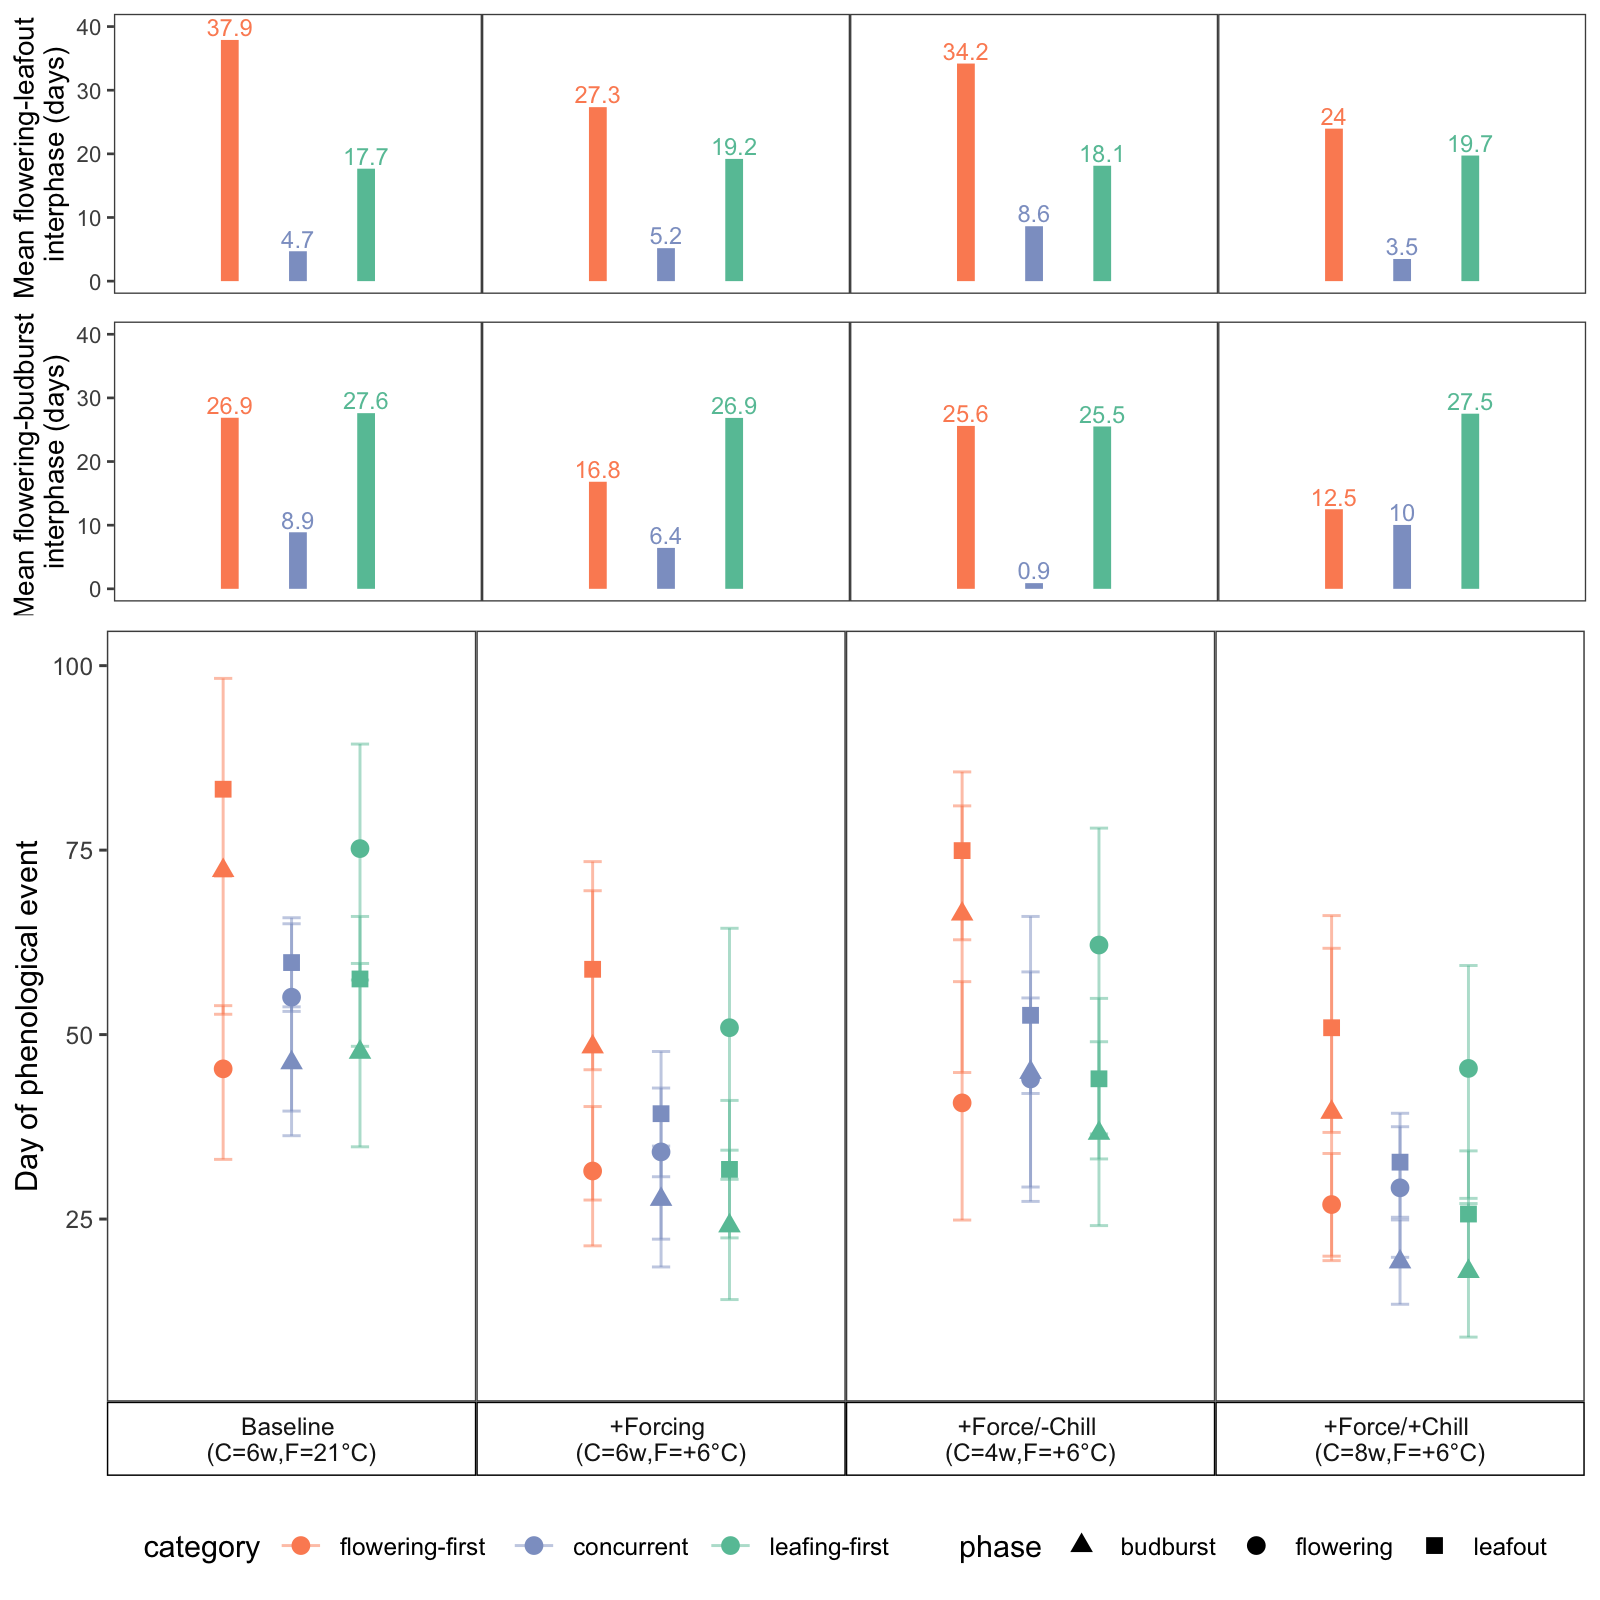 Mean flowering-leafout
interphase (days)
40
30
20
10
0
37.9
4.7
17.7
27.3
5.2
19.2
34.2
8.6
18.1
24
3.5
19.7
Mean flowering-budburst
interphase (days)
40
30
20
10
0
26.9
8.9
27.6
16.8
6.4
26.9
25.6
0.9
25.5
12.5
10
27.5
Day of phenological event
100
75
50
25
Baseline
(C=6w,F=21°C)
+Forcing
(C=6w,F=+6°C)
+Force/-Chill
(C=4w,F=+6°C)
+Force/+Chill
(C=8w,F=+6°C)
category flowering-first concurrent leafing-first phase budburst flowering leafout